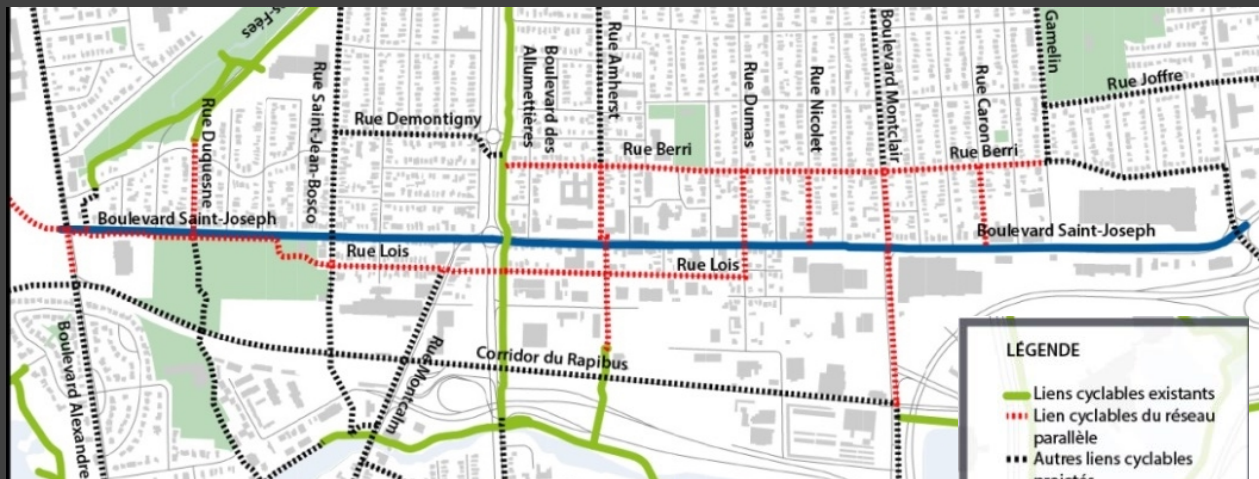 s-Fées
Rue Duquesne
Rue Saint-Jean-Bosco
Rue Demontigny
Boulevard des
Allumettières
Rue Amherst
Rue Berri
Rue Dumas
Rue Nicolet
Boulevard Montclair
Rue Caron
Rue Berri
Gamelin
Rue Joffre
Boulevard Saint-Joseph
Rue Lois
Rue Lois
Boulevard Saint-Joseph
Boulevard Alexandre
Rue Montcalm
Corridor du Rapibus
LÉGENDE
Liens cyclables existants
Lien cyclables du réseau
parallèle
Autres liens cyclables
projetés